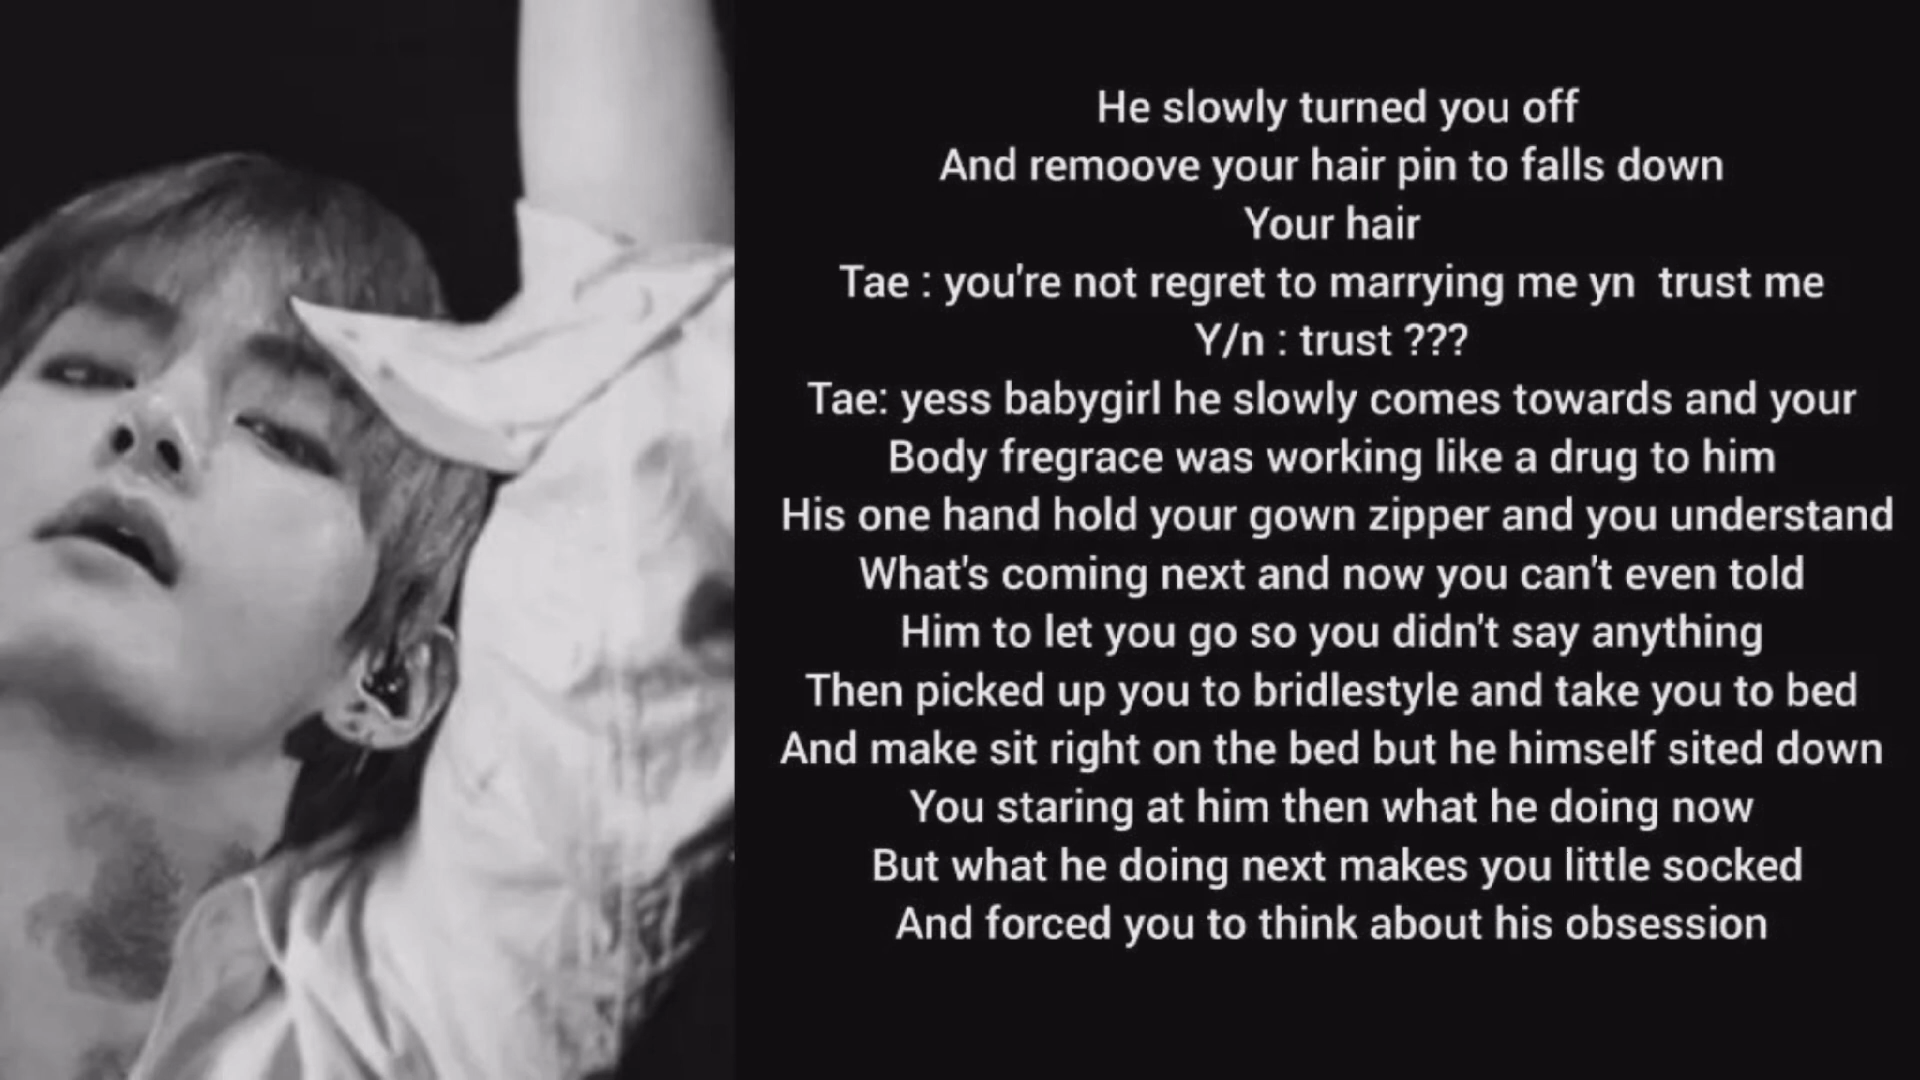 He slowly turned you off
And remoove your hair pin to falls down
Your hair
Tae : you're not regret to marrying me yn  trust me
Y/n : trust ???
Tae: yess babygirl he slowly comes towards and your
Body fregrace was working like a drug to him
His one hand hold your gown zipper and you understand
What's coming next and now you can't even told
Him to let you go so you didn't say anything
Then picked up you to bridlestyle and take you to bed
And make sit right on the bed but he himself sited down
You staring at him then what he doing now
But what he doing next makes you little socked
And forced you to think about his obsession